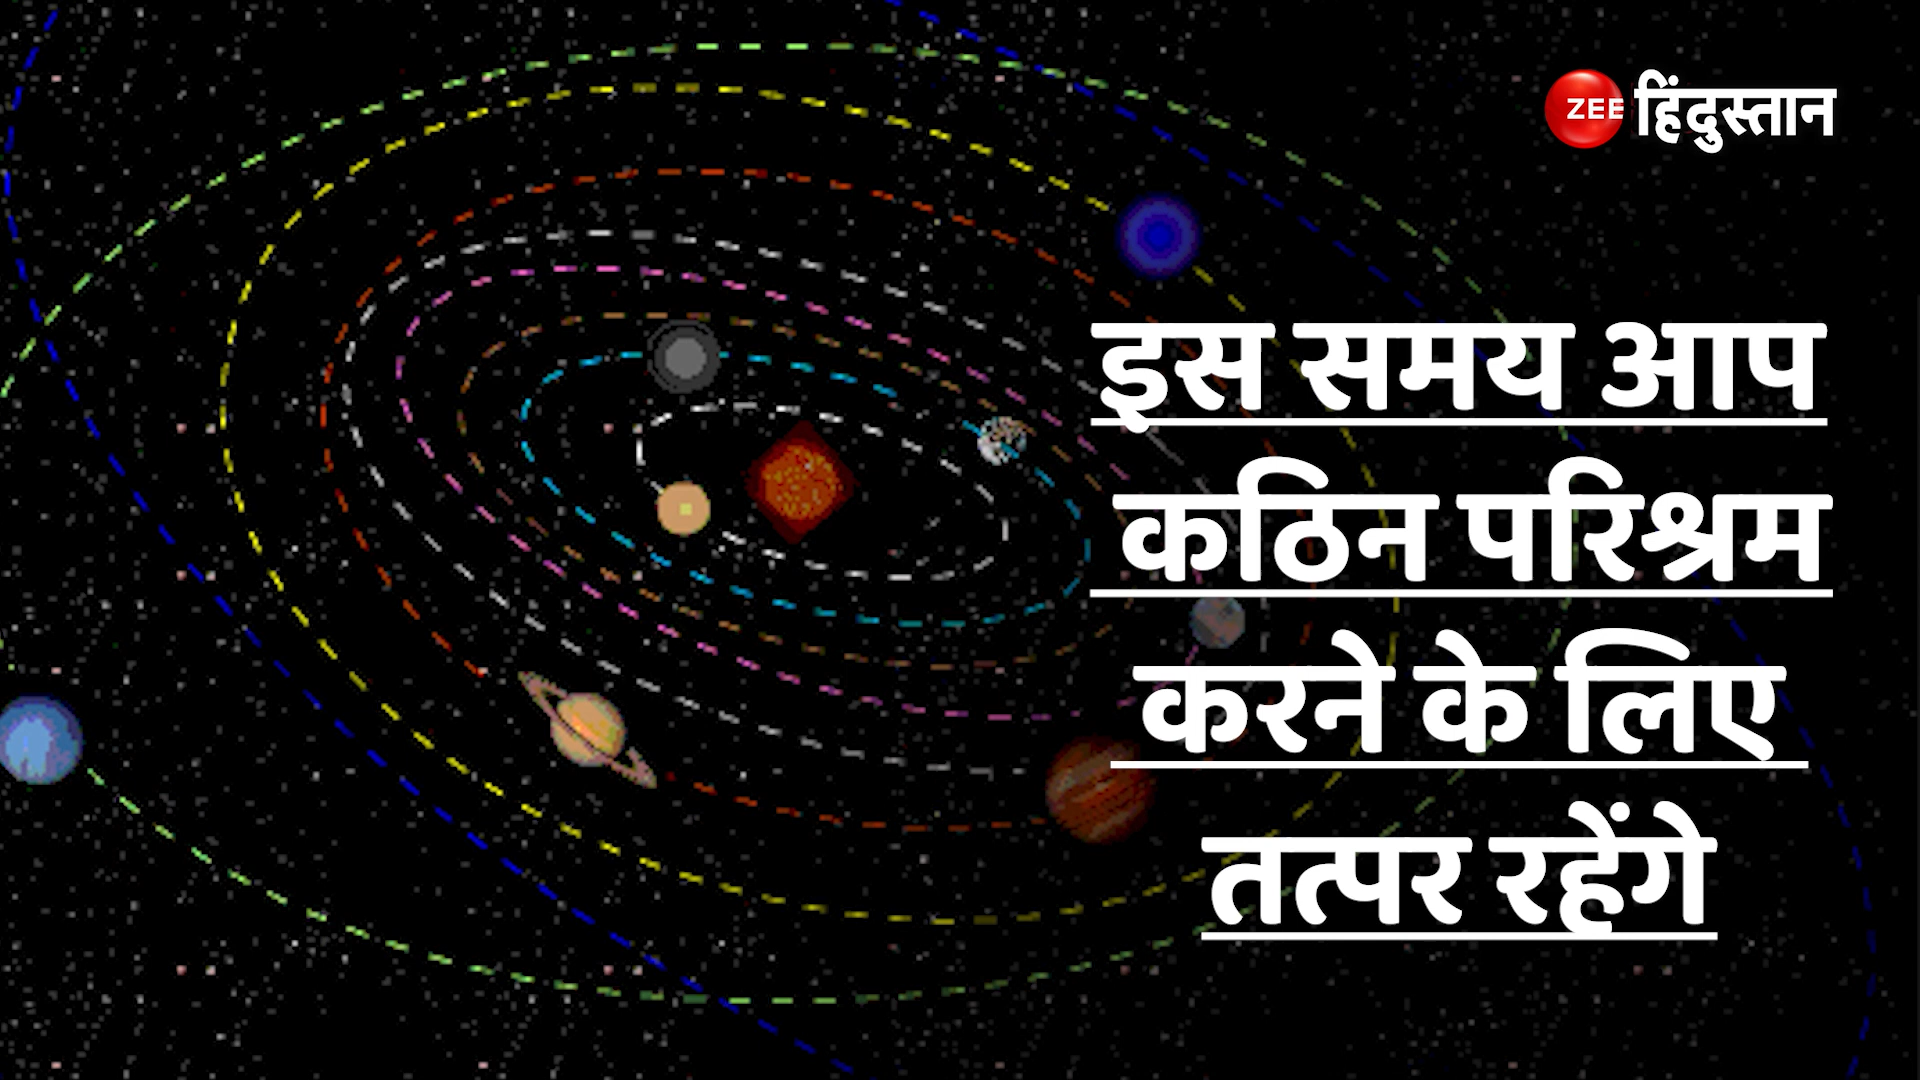 ZEE हिंदुस्तान
इस समय आप
कठिन परिश्रम
करने के लिए
तत्पर रहेंगे